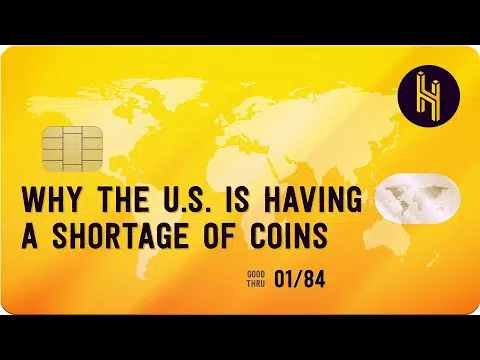 WHY THE U.S. IS HAVING
A SHORTAGE OF COINS
GOOD
THRU 01/84